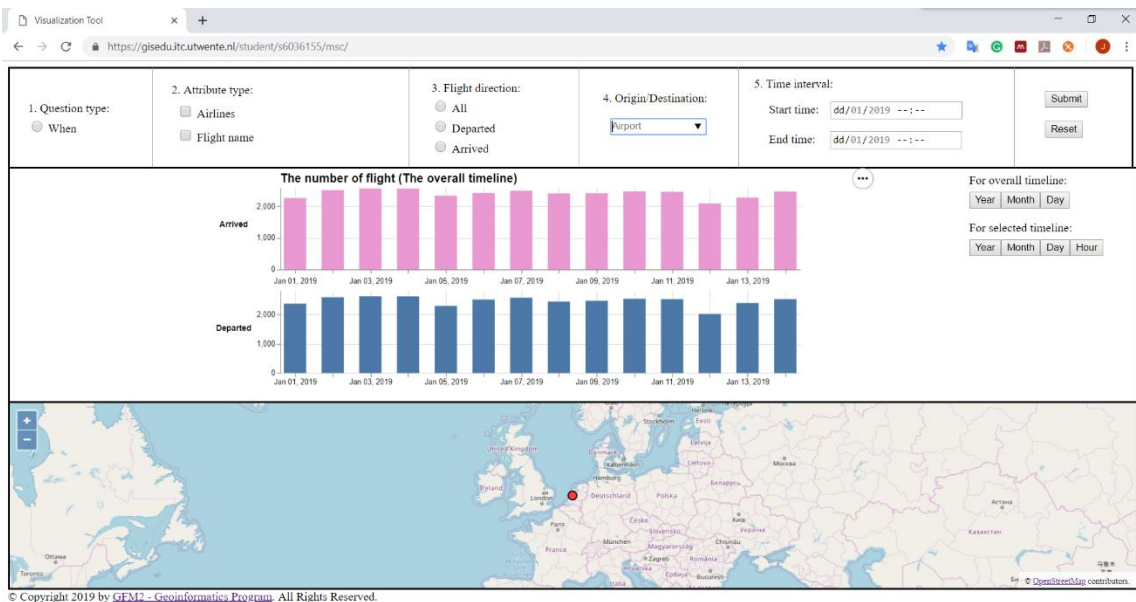 Visualization Tool
https://gisedu.itc.utwente.nl/student/s6036155/msc/
1. Question type:
When
2. Attribute type:
Airlines
Flight name
3. Flight direction:
All
Departed
Arrived
4. Origin/Destination:
Airport
5. Time interval:
Start time: dd/01/2019 --:--
End time: dd/01/2019 --:--
Submit
Reset
The number of flight (The overall timeline)
Arrived
2,000
1,000
0
Jan 01, 2019 Jan 03, 2019 Jan 05, 2019 Jan 07, 2019 Jan 09, 2019 Jan 11, 2019 Jan 13, 2019
Departed
2,000
1,000
0
Jan 01, 2019 Jan 03, 2019 Jan 05, 2019 Jan 07, 2019 Jan 09, 2019 Jan 11, 2019 Jan 13, 2019
For overall timeline:
Year Month Day
For selected timeline:
Year Month Day Hour
+
−
Stockholm
Eesti
Latvija
United Kingdom
Danmark
København
Lietuva
Москва
Hamburg
Ireland
London
Deutschland
Polska
Беларусь
Paris
Česko
Slovensko
Київ
Україна
Астана
Казахстан
München
Magyarország
Chișinău
France
Zagreb
România
Hrvatska
Србија
București
Italia
Ottawa
Toronto
© OpenStreetMap contributors.
© Copyright 2019 by GFM2 - Geoinformatics Program. All Rights Reserved.